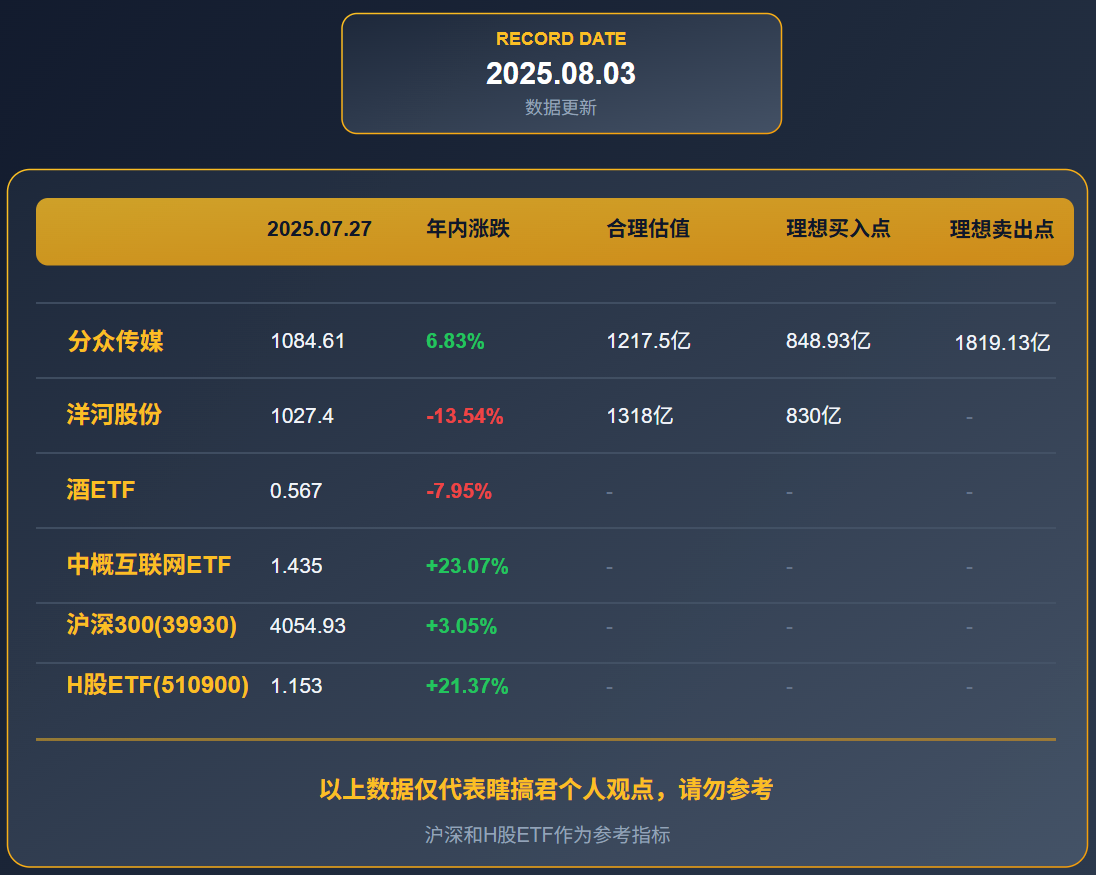 RECORD DATE
2025.08.03
数据更新
2025.07.27 年内涨跌 合理估值 理想买入点 理想卖出点
分众传媒 1084.61 6.83% 1217.5亿 848.93亿 1819.13亿
洋河股份 1027.4 -13.54% 1318亿 830亿 -
酒ETF 0.567 -7.95% - - -
中概互联网ETF 1.435 +23.07% - - -
沪深300(39930) 4054.93 +3.05% - - -
H股ETF(510900) 1.153 +21.37% - - -
以上数据仅代表瞎搞君个人观点，请勿参考
沪深和H股ETF作为参考指标